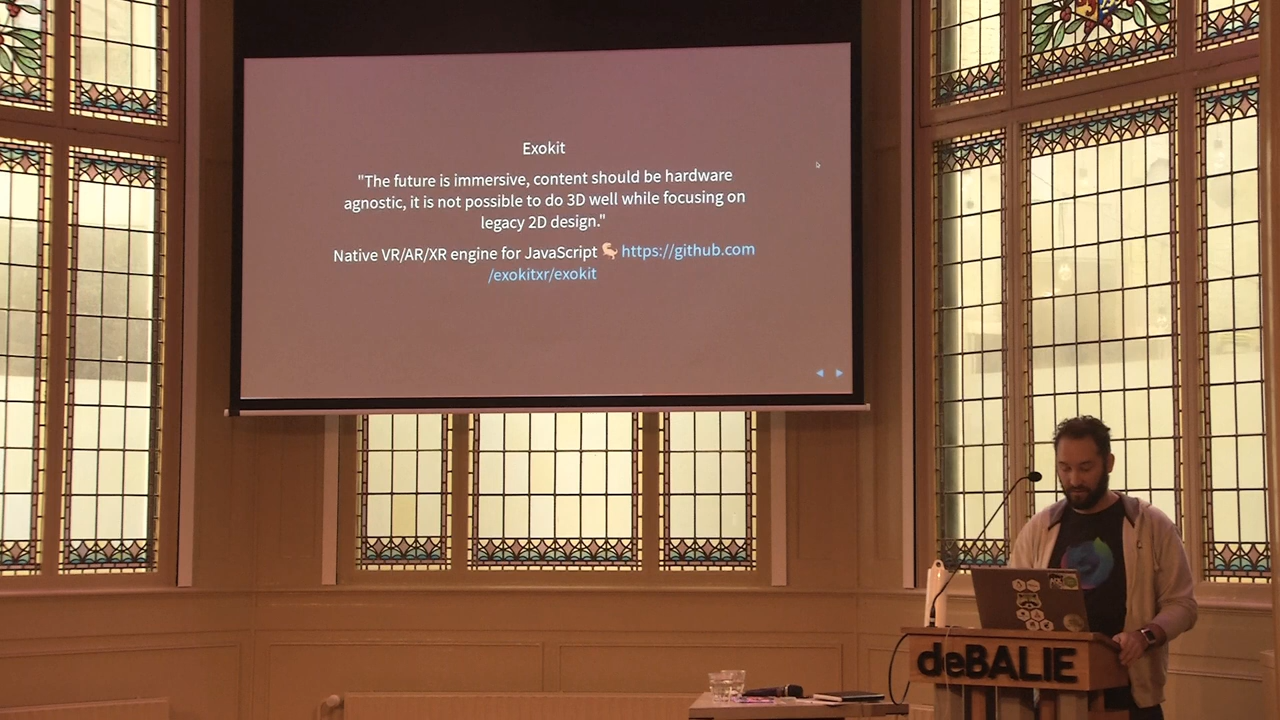 Exokit
"The future is immersive, content should be hardware
agnostic, it is not possible to do 3D well while focusing on
legacy 2D design."
Native VR/AR/XR engine for JavaScript 🦐 https://github.com
/exokitxr/exokit
deBALIE